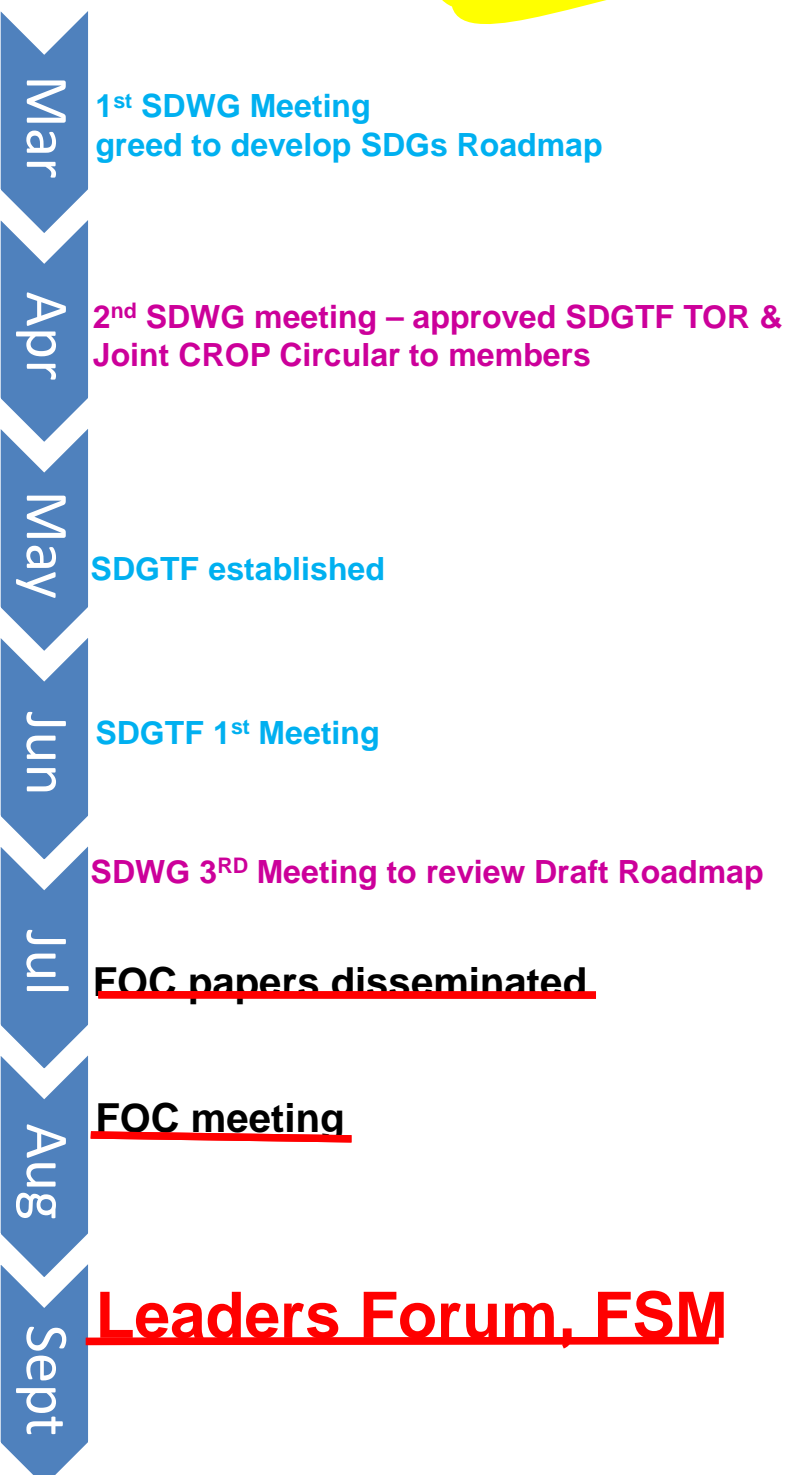 Mar
1st SDWG Meeting
greed to develop SDGs Roadmap
Apr
2nd SDWG meeting – approved SDGTF TOR &
Joint CROP Circular to members
May
SDGTF established
Jun
SDGTF 1st Meeting
SDWG 3RD Meeting to review Draft Roadmap
Jul
FOC papers disseminated
Aug
FOC meeting
Sept
Leaders Forum, FSM